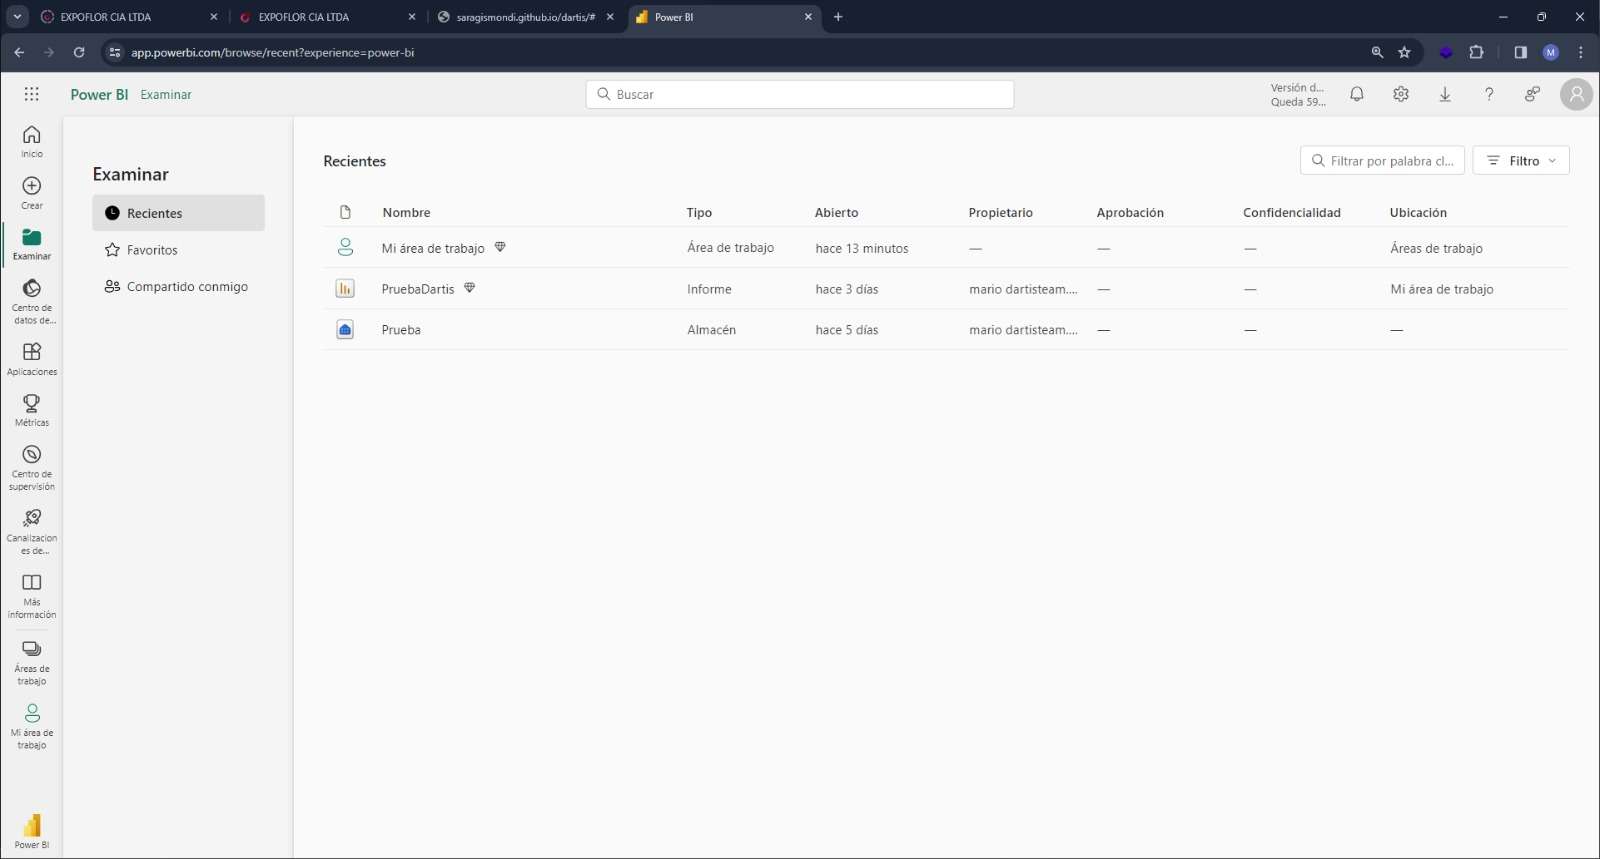 EXPOFLOR CIA LTDA
EXPOFLOR CIA LTDA
saragismondi.github.io/dartis/#
Power BI
app.powerbi.com/browse/recent?experience=power-bi
M
Power BI Examinar
Buscar
Versión d...
Queda 59...
Inicio
Crear
Examinar
Centro de
datos de...
Aplicaciones
Métricas
Centro de
supervisión
Canalizacion
es de...
Más
información
Áreas de
trabajo
Mi área de
trabajo
Power BI
Examinar
Recientes
Favoritos
Compartido conmigo
Recientes
Filtrar por palabra cl...
Filtro
Nombre Tipo Abierto Propietario Aprobación Confidencialidad Ubicación
Mi área de trabajo Área de trabajo hace 13 minutos — — — Áreas de trabajo
PruebaDartis Informe hace 3 días mario dartisteam.... — — Mi área de trabajo
Prueba Almacén hace 5 días mario dartisteam.... — — —